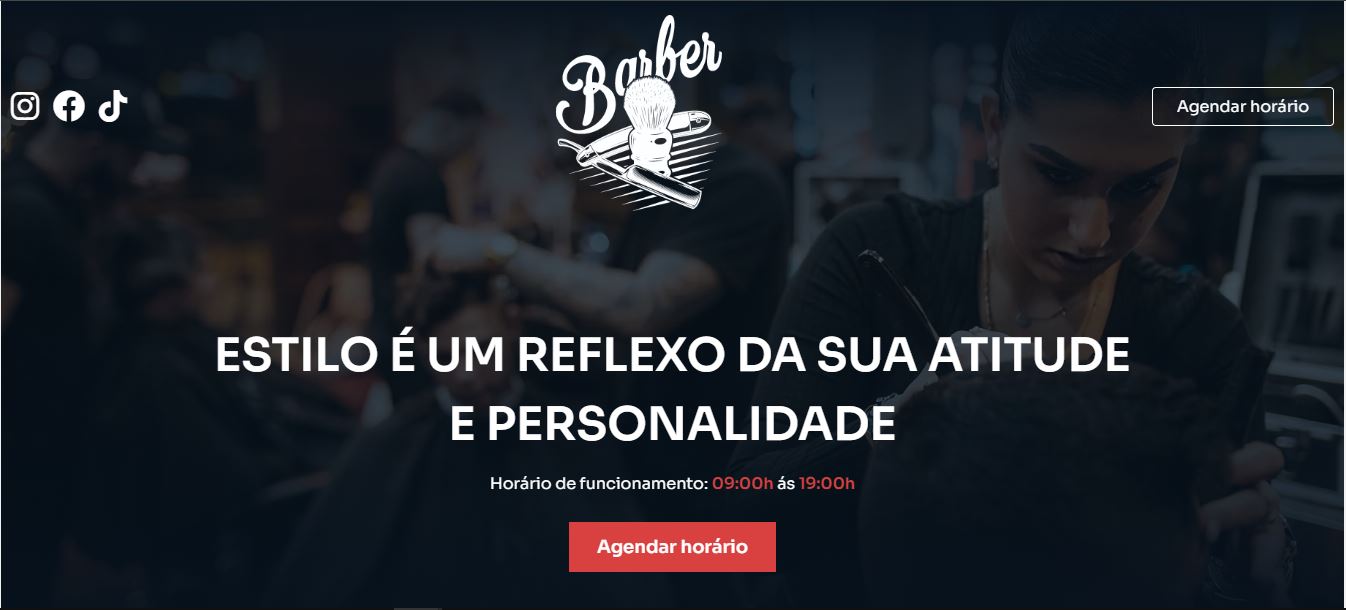 Barber
Agendar horário
ESTILO É UM REFLEXO DA SUA ATITUDE
E PERSONALIDADE
Horário de funcionamento: 09:00h ás 19:00h
Agendar horário